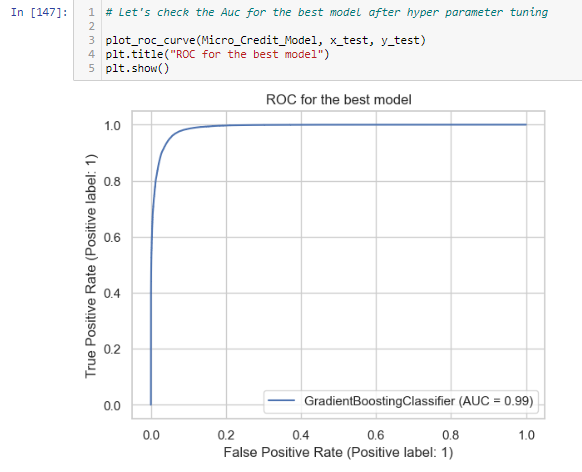 In [147]:
1 # Let's check the Auc for the best model after hyper parameter tuning
2
3 plot_roc_curve(Micro_Credit_Model, x_test, y_test)
4 plt.title("ROC for the best model")
5 plt.show()
ROC for the best model
True Positive Rate (Positive label: 1)
1.0
0.8
0.6
0.4
0.2
0.0
GradientBoostingClassifier (AUC = 0.99)
0.0 0.2 0.4 0.6 0.8 1.0
False Positive Rate (Positive label: 1)